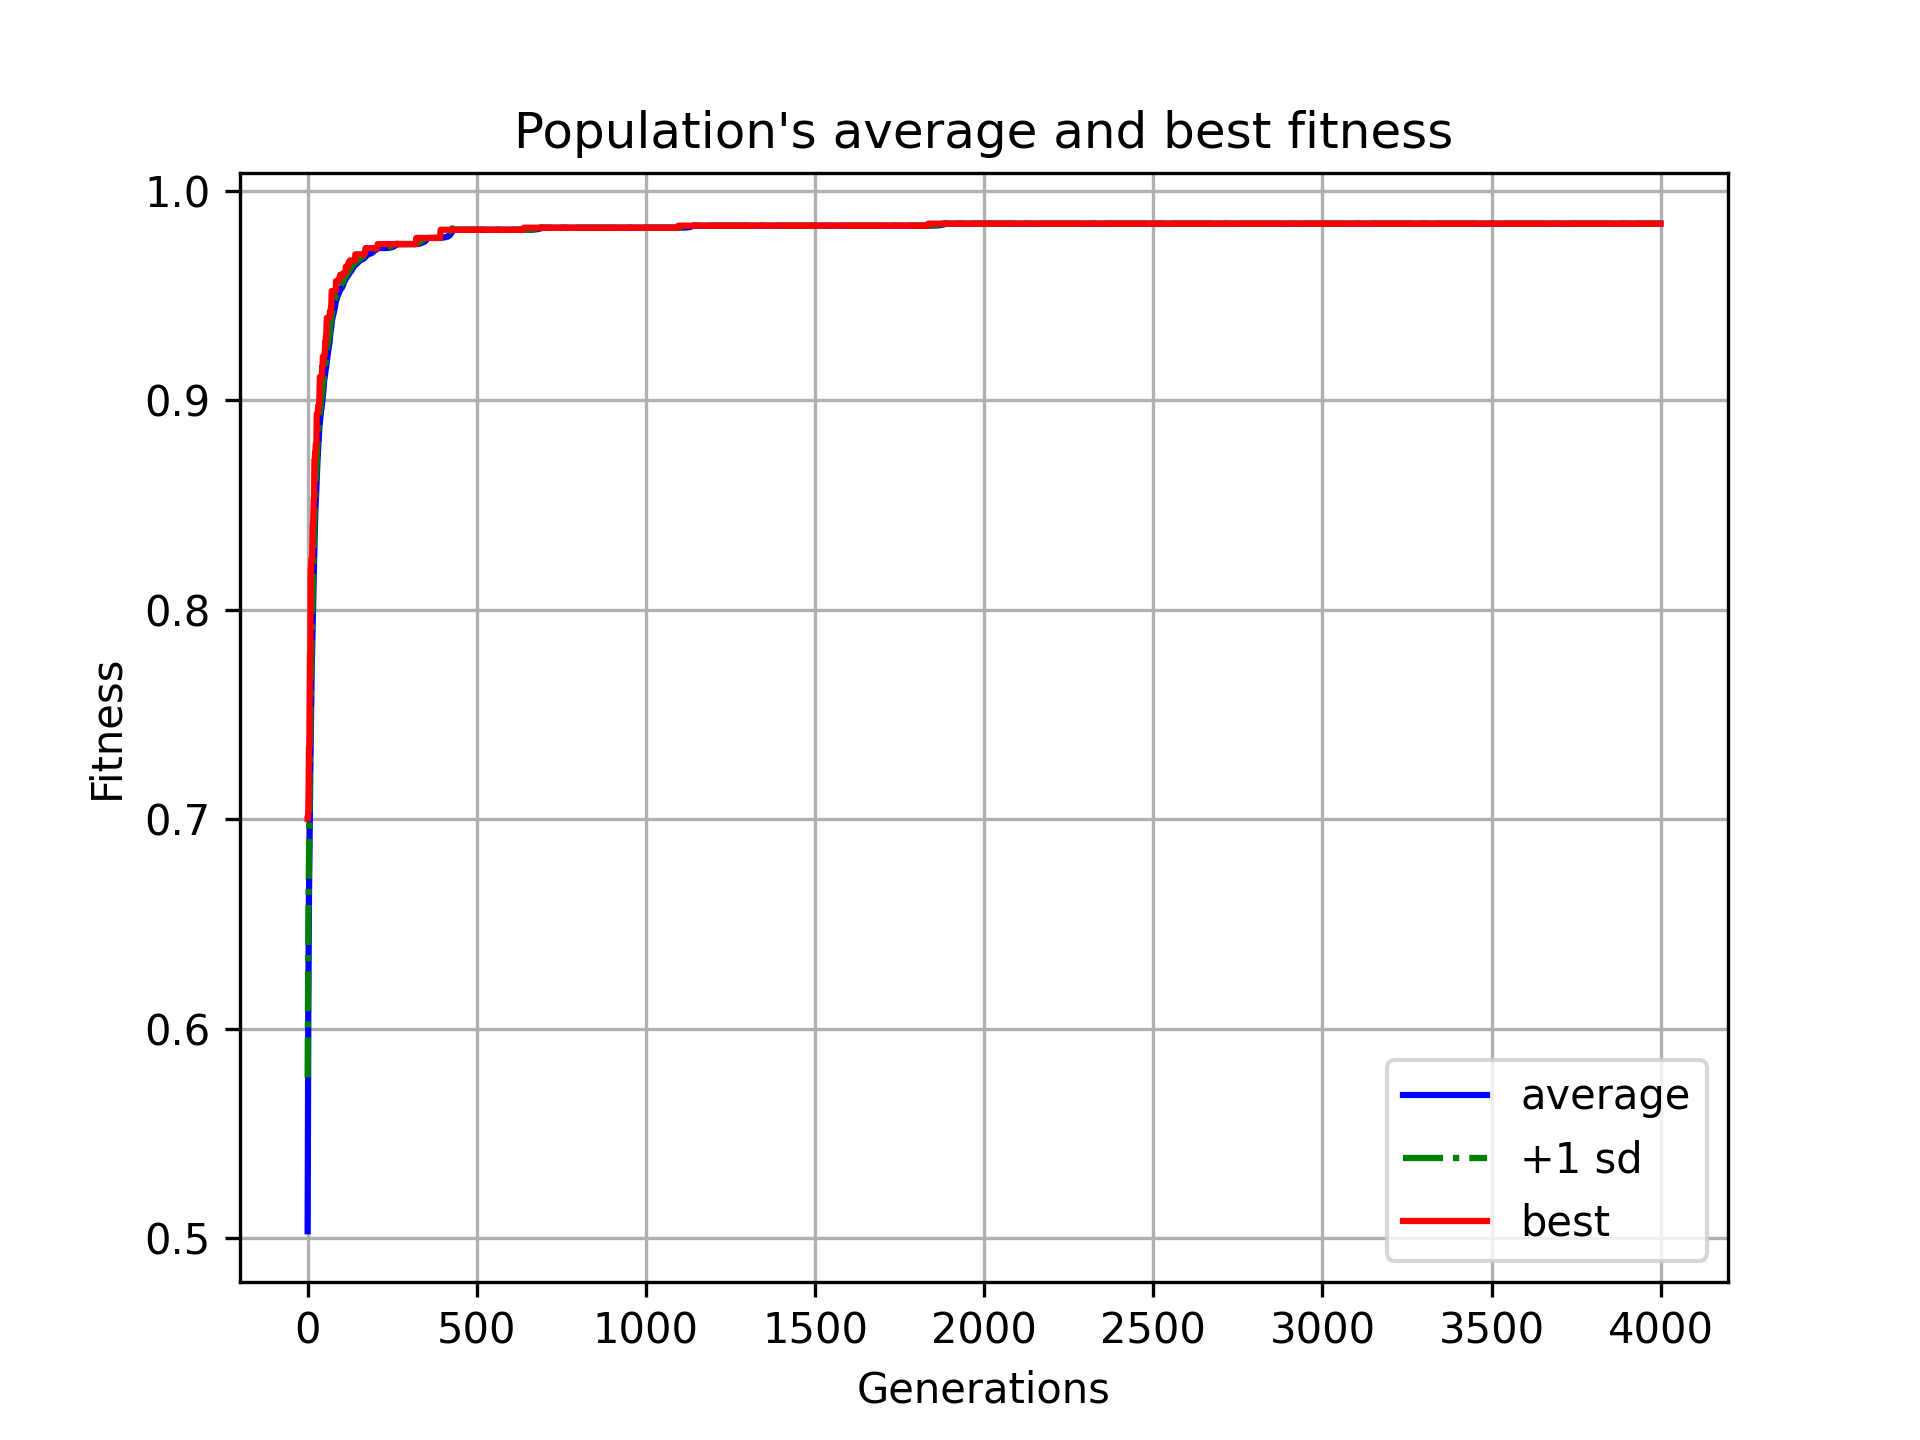 Population's average and best fitness
1.0
0.9
0.8
0.7
0.6
0.5
Fitness
average
+1 sd
best
0 500 1000 1500 2000 2500 3000 3500 4000
Generations